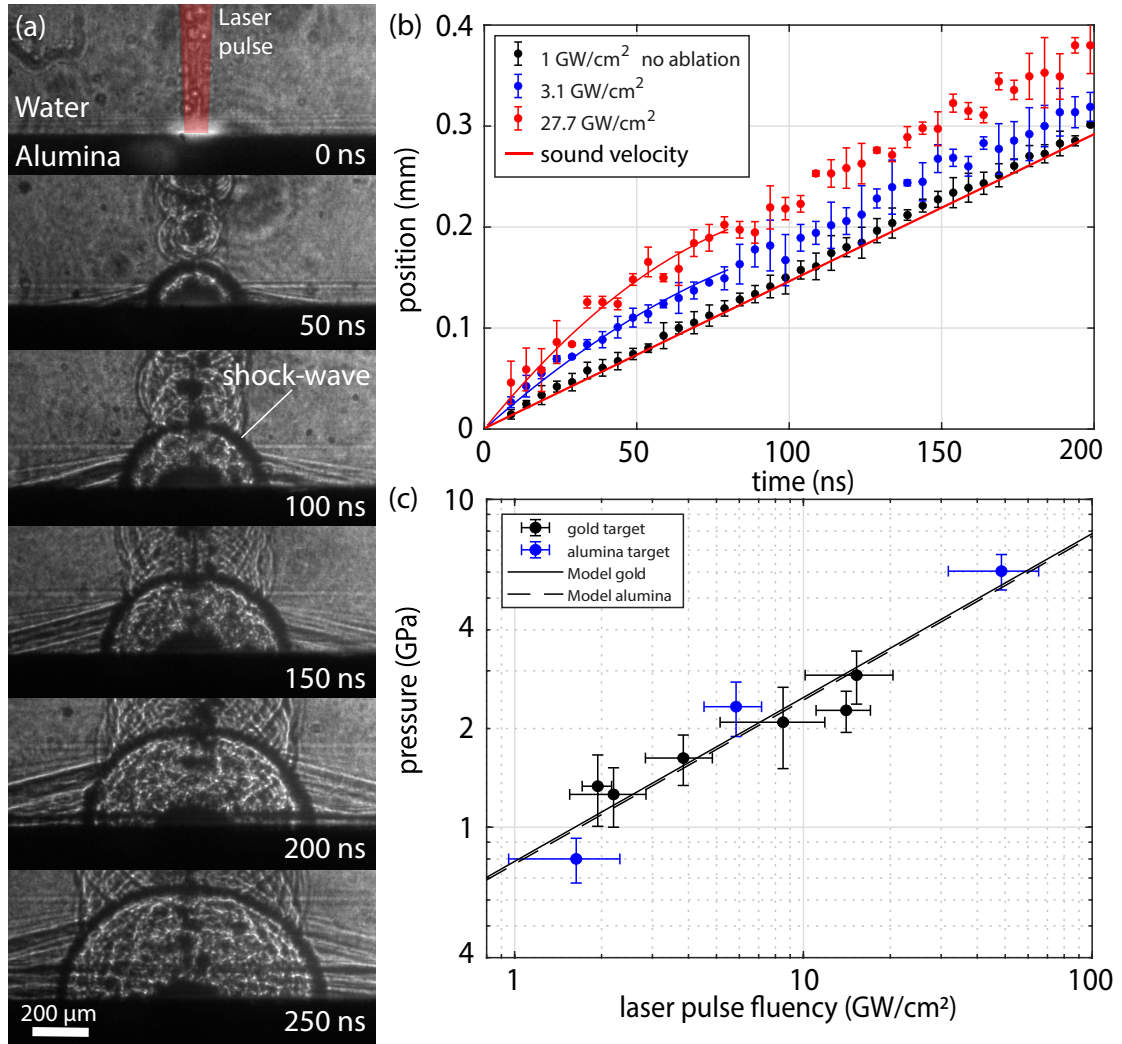 (a)
Laser
pulse
Water
Alumina
0 ns
50 ns
shock-wave
100 ns
150 ns
200 ns
200 µm
250 ns
(b)
0.4
0.3
0.2
0.1
0
position (mm)
1 GW/cm² no ablation
3.1 GW/cm²
27.7 GW/cm²
sound velocity
0
50
100
150
200
time (ns)
(c)
10
4
2
1
4
pressure (GPa)
gold target
alumina target
Model gold
Model alumina
1
10
100
laser pulse fluency (GW/cm²)